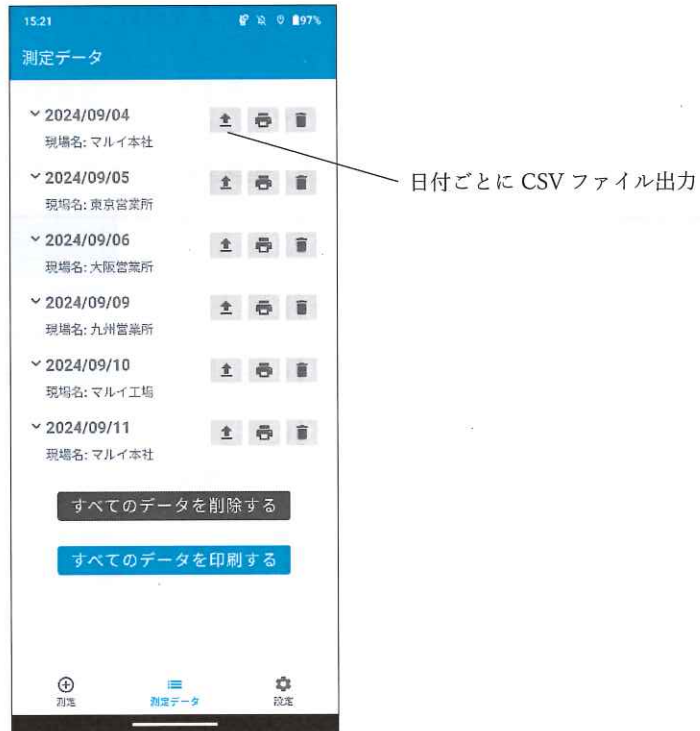 15:21
97%
測定データ
2024/09/04
現場名: マルイ本社
日付ごとに CSV ファイル出力
2024/09/05
現場名: 東京営業所
2024/09/06
現場名: 大阪営業所
2024/09/09
現場名: 九州営業所
2024/09/10
現場名: マルイ工場
2024/09/11
現場名: マルイ本社
すべてのデータを削除する
すべてのデータを印刷する
測定
測定データ
設定